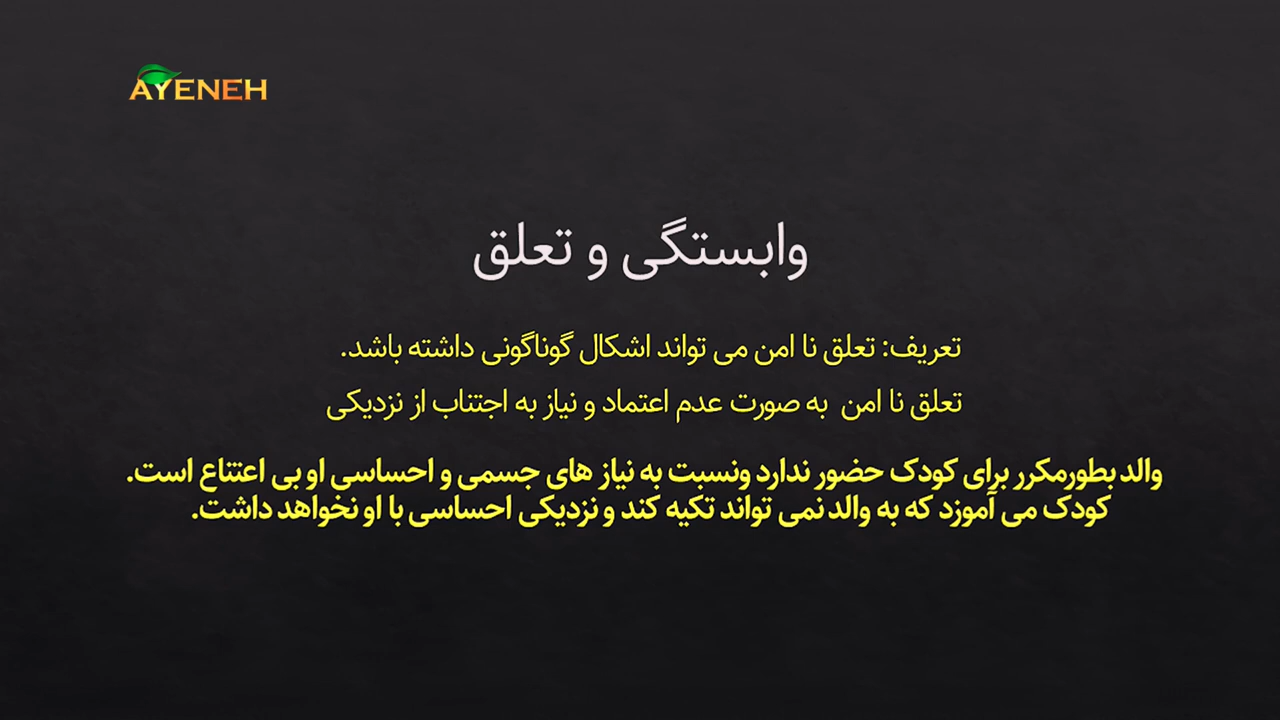 AYENEH
وابستگی و تعلق
تعریف: تعلق نا امن می تواند اشکال گوناگونی داشته باشد.
تعلق نا امن به صورت عدم اعتماد و نیاز به اجتناب از نزدیکی
والد بطورمکرر برای کودک حضور ندارد ونسبت به نیاز های جسمی و احساسی او بی اعتناع است.
کودک می آموزد که به والد نمی تواند تکیه کند و نزدیکی احساسی با او نخواهد داشت.